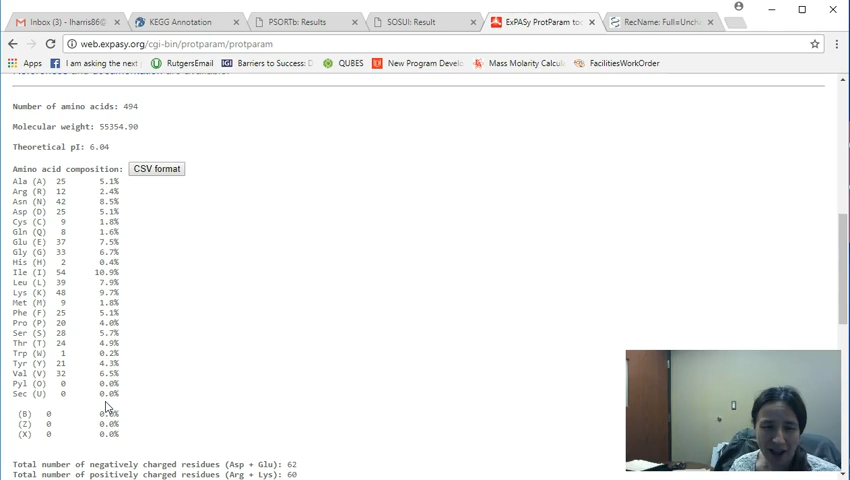 Inbox (3) - lharris86@
KEGG Annotation
PSORTb: Results
SOSUI: Result
ExPASy ProtParam to
RecName: Full=Unch
web.expasy.org/cgi-bin/protparam/protparam
Apps
I am asking the next
RutgersEmail
Barriers to Success: D
QUBES
New Program Develo
Mass Molarity Calcu
FacilitiesWorkOrder
Number of amino acids: 494
Molecular weight: 55354.90
Theoretical pI: 6.04
Amino acid composition: CSV format
Ala (A) 25 5.1%
Arg (R) 12 2.4%
Asn (N) 42 8.5%
Asp (D) 25 5.1%
Cys (C) 9 1.8%
Gln (Q) 8 1.6%
Glu (E) 37 7.5%
Gly (G) 33 6.7%
His (H) 2 0.4%
Ile (I) 54 10.9%
Leu (L) 39 7.9%
Lys (K) 48 9.7%
Met (M) 9 1.8%
Phe (F) 25 5.1%
Pro (P) 20 4.0%
Ser (S) 28 5.7%
Thr (T) 24 4.9%
Trp (W) 1 0.2%
Tyr (Y) 21 4.3%
Val (V) 32 6.5%
Pyl (O) 0 0.0%
Sec (U) 0 0.0%
(B) 0 0.0%
(Z) 0 0.0%
(X) 0 0.0%
Total number of negatively charged residues (Asp + Glu): 62
Total number of positively charged residues (Arg + Lys): 60